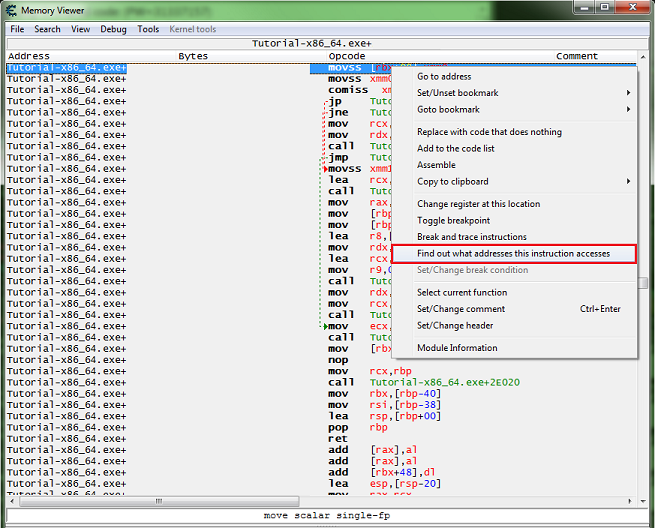 Memory Viewer
File Search View Debug Tools Kernel tools
Tutorial-x86_64.exe+
Address Bytes Opcode Comment
Tutorial-x86_64.exe+ movss [rb
Tutorial-x86_64.exe+ movss xmm
Tutorial-x86_64.exe+ comiss xm
Tutorial-x86_64.exe+ jp Tuto
Tutorial-x86_64.exe+ jne Tuto
Tutorial-x86_64.exe+ mov rcx,
Tutorial-x86_64.exe+ mov rdx,
Tutorial-x86_64.exe+ call Tuto
Tutorial-x86_64.exe+ jmp Tuto
Tutorial-x86_64.exe+ movss xmm1
Tutorial-x86_64.exe+ lea rcx,
Tutorial-x86_64.exe+ call Tuto
Tutorial-x86_64.exe+ mov rax,
Tutorial-x86_64.exe+ mov [rbp
Tutorial-x86_64.exe+ mov [rbp
Tutorial-x86_64.exe+ lea r8,[
Tutorial-x86_64.exe+ mov rdx,
Tutorial-x86_64.exe+ lea rcx,
Tutorial-x86_64.exe+ mov r9,0
Tutorial-x86_64.exe+ call Tuto
Tutorial-x86_64.exe+ mov rdx,
Tutorial-x86_64.exe+ mov rcx,
Tutorial-x86_64.exe+ call Tuto
Tutorial-x86_64.exe+ mov ecx,
Tutorial-x86_64.exe+ call Tuto
Tutorial-x86_64.exe+ mov [rbx
Tutorial-x86_64.exe+ nop
Tutorial-x86_64.exe+ mov rcx,rbp
Tutorial-x86_64.exe+ call Tutorial-x86_64.exe+2E020
Tutorial-x86_64.exe+ mov rbx,[rbp-40]
Tutorial-x86_64.exe+ mov rsi,[rbp-38]
Tutorial-x86_64.exe+ lea rsp,[rbp+00]
Tutorial-x86_64.exe+ pop rbp
Tutorial-x86_64.exe+ ret
Tutorial-x86_64.exe+ add [rax],al
Tutorial-x86_64.exe+ add [rax],al
Tutorial-x86_64.exe+ add [rbx+48],dl
Tutorial-x86_64.exe+ lea esp,[rsp-20]
Tutorial-x86_64.exe+ mov rax,rcx
Go to address
Set/Unset bookmark
Goto bookmark
Replace with code that does nothing
Add to the code list
Assemble
Copy to clipboard
Change register at this location
Toggle breakpoint
Break and trace instructions
Find out what addresses this instruction accesses
Set/Change break condition
Select current function
Set/Change comment Ctrl+Enter
Set/Change header
Module Information
move scalar single-fp